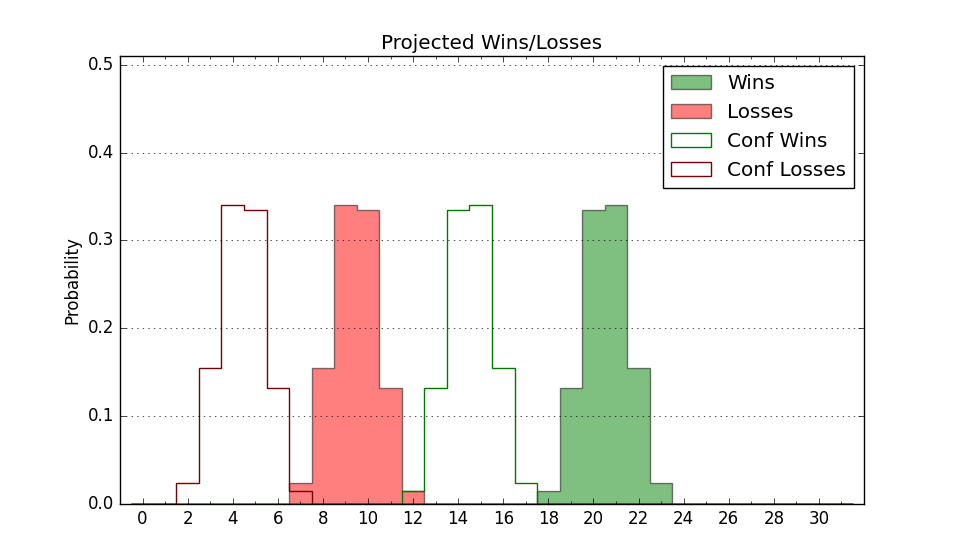 Projected Wins/Losses
Wins
Losses
Conf Wins
Conf Losses
Probability
0.5
0.4
0.3
0.2
0.1
0.0
0 2 4 6 8 10 12 14 16 18 20 22 24 26 28 30